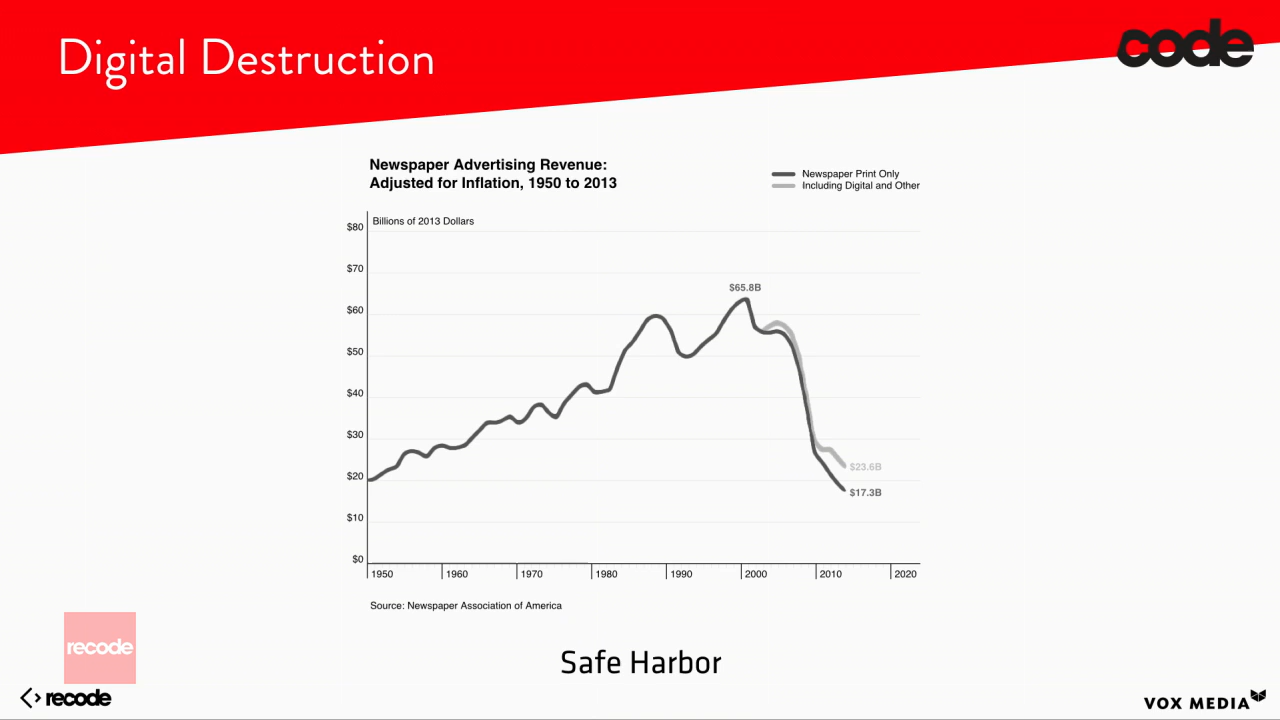 Digital Destruction
code
Newspaper Advertising Revenue:
Adjusted for Inflation, 1950 to 2013
Newspaper Print Only
Including Digital and Other
Billions of 2013 Dollars
$80
$70
$65.8B
$60
$50
$40
$30
$23.6B
$20
$17.3B
$10
$0
1950 1960 1970 1980 1990 2000 2010 2020
Source: Newspaper Association of America
recode
Safe Harbor
<> recode
VOX MEDIA